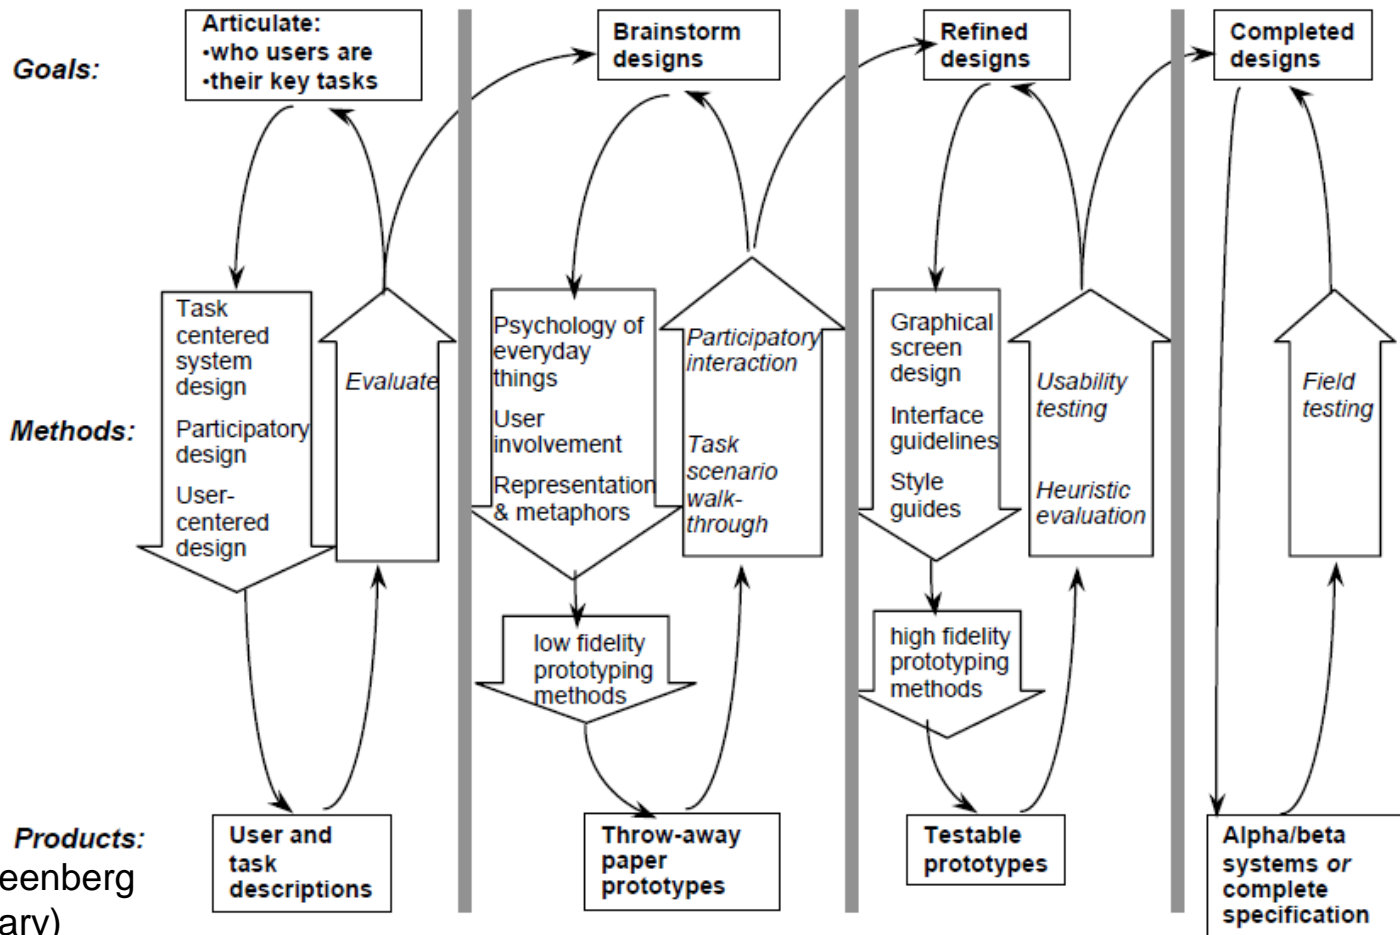 Goals:
Articulate:
•who users are
•their key tasks
Brainstorm
designs
Refined
designs
Completed
designs
Methods:
Task
centered
system
design
Participatory
design
User-
centered
design
Evaluate
Psychology of
everyday
things
User
involvement
Representation
& metaphors
low fidelity
prototyping
methods
Participatory
interaction
Task
scenario
walk-
through
Graphical
screen
design
Interface
guidelines
Style
guides
high fidelity
prototyping
methods
Usability
testing
Heuristic
evaluation
Field
testing
Products:
User and
task
descriptions
Throw-away
paper
prototypes
Testable
prototypes
Alpha/beta
systems or
complete
specification
eenberg
ary)